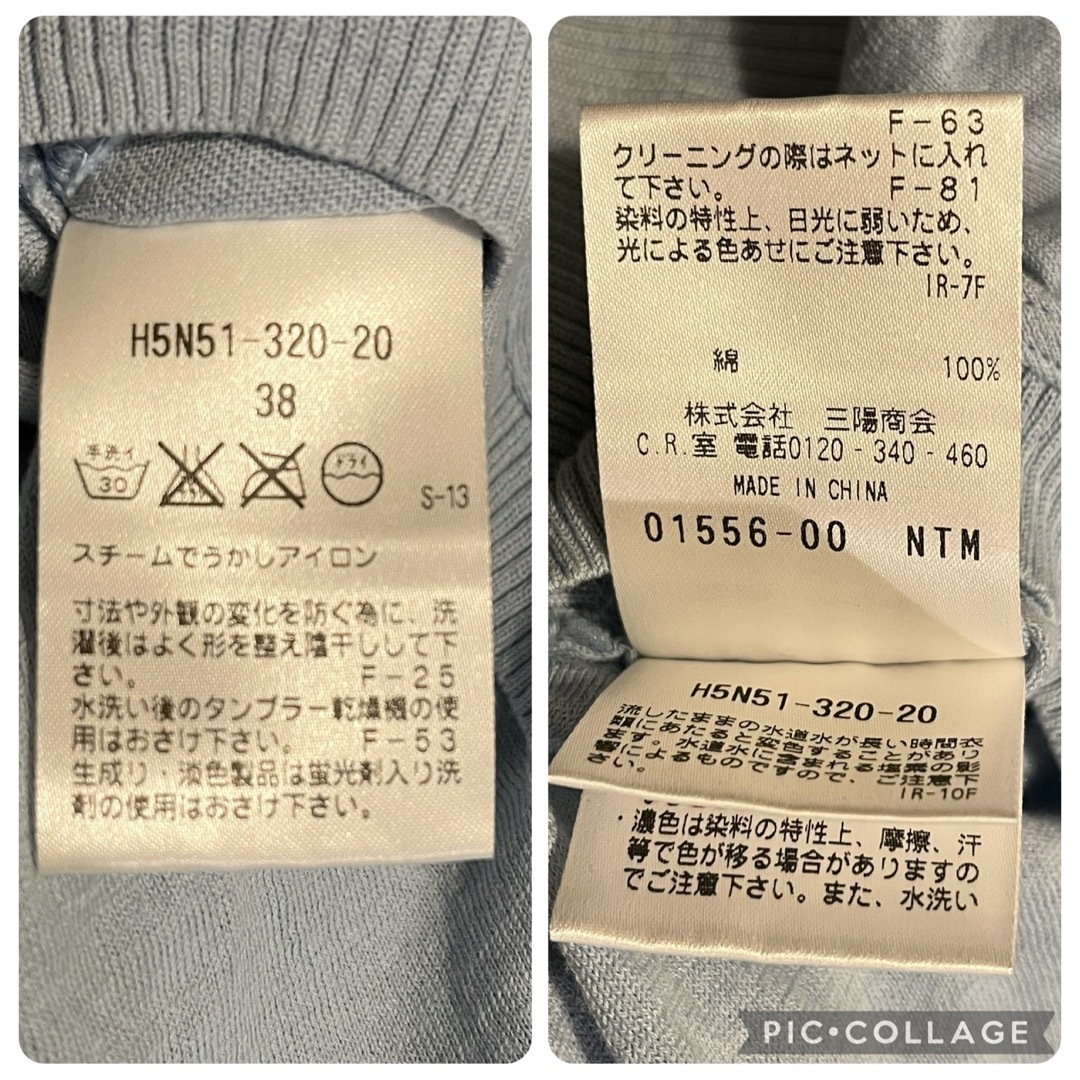 H5N51-320-20
38
手洗イ
30
ドライ
S-13
スチームでうかしアイロン
寸法や外観の変化を防ぐ為に、洗
濯後はよく形を整え陰干しして下
さい。 F-25
水洗い後のタンブラー乾燥機の使
用はおさけ下さい。 F-53
生成り・淡色製品は蛍光剤入り洗
剤の使用はおさけ下さい。
F-63
クリーニングの際はネットに入れ
て下さい。 F-81
染料の特性上、日光に弱いため、
光による色あせにご注意下さい。
IR-7F
綿 100%
株式会社 三陽商会
C.R.室 電話0120-340-460
MADE IN CHINA
01556-00 NTM
H5N51-320-20
流したままの水道水が長い時間衣
類にあたると変色することがあり
ます。水道水に含まれる塩素の影
響によるものですので、ご注意下
さい。 IR-10F
・濃色は染料の特性上、摩擦、汗
等で色が移る場合がありますの
でご注意下さい。また、水洗い
PIC•COLLAGE